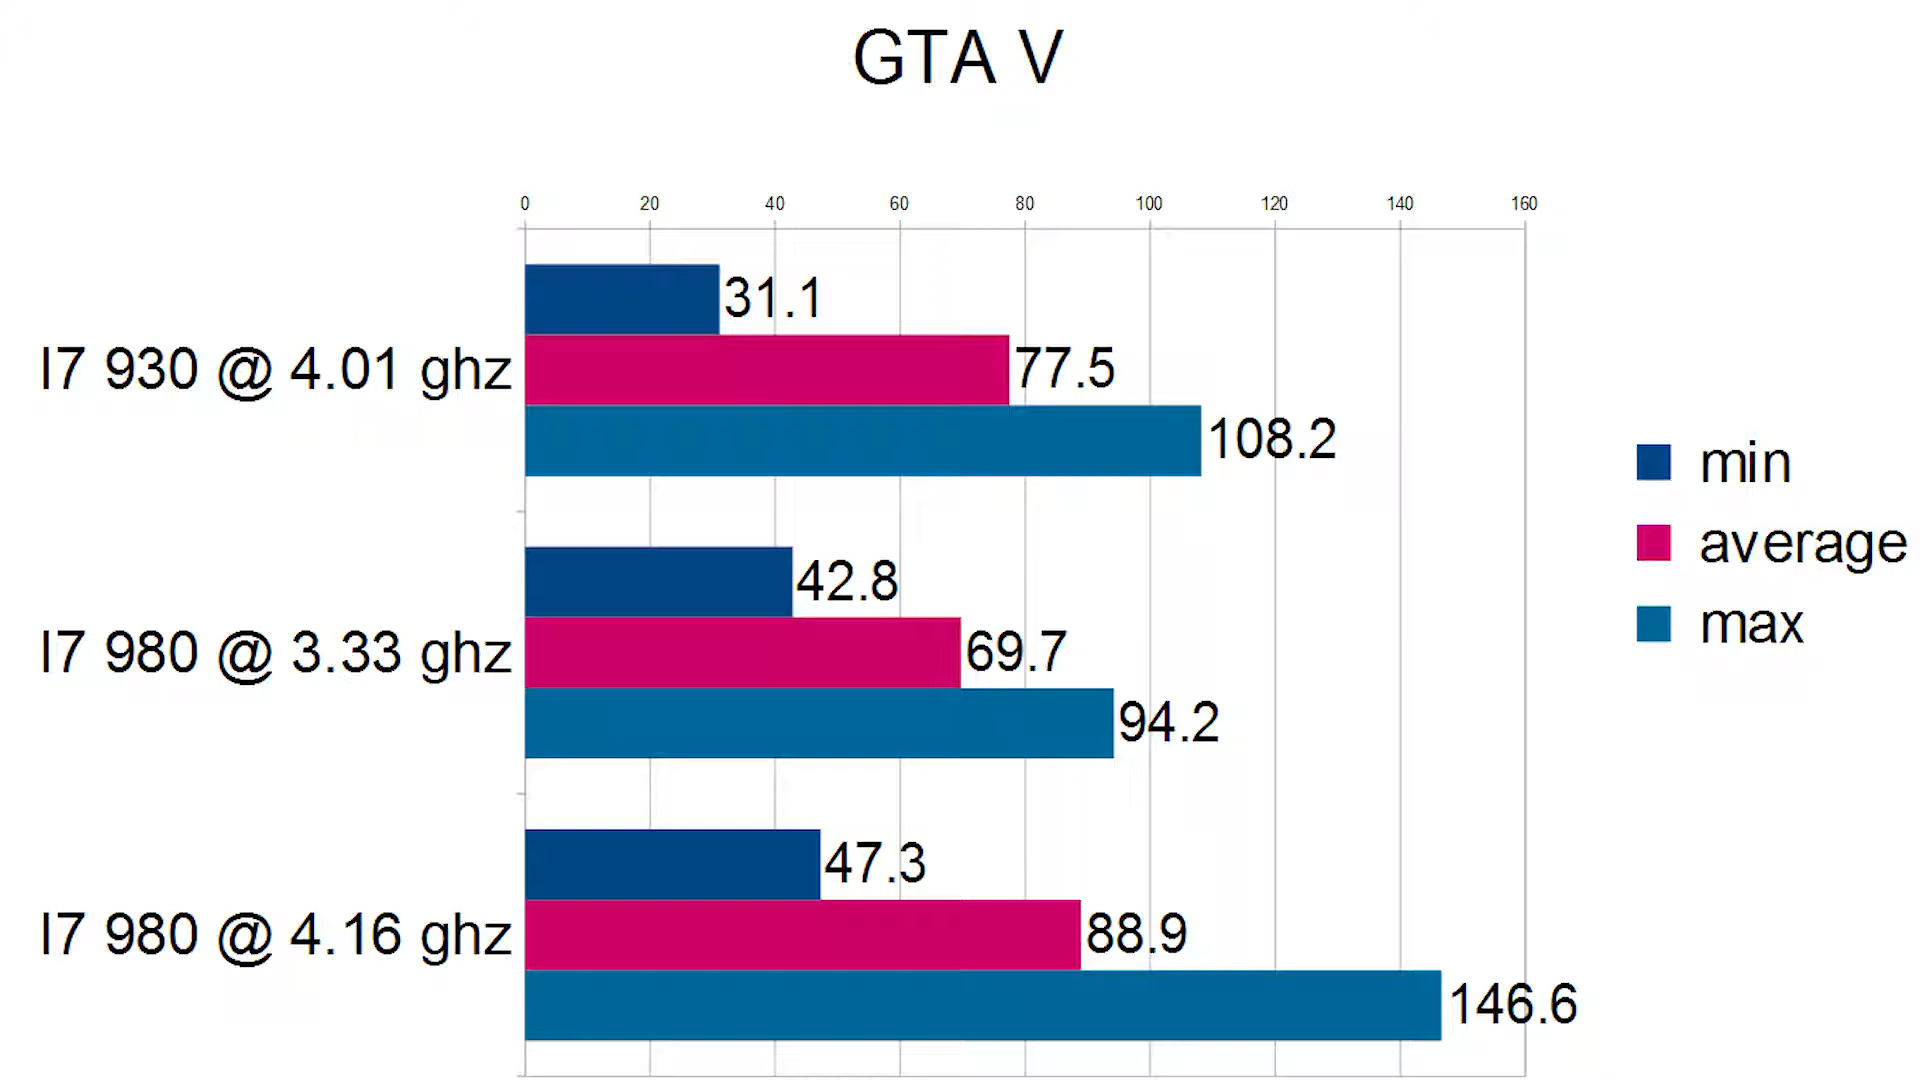 GTA V
0 20 40 60 80 100 120 140 160
31.1
I7 930 @ 4.01 ghz 77.5
108.2
42.8
I7 980 @ 3.33 ghz 69.7
94.2
47.3
I7 980 @ 4.16 ghz 88.9
146.6
min
average
max